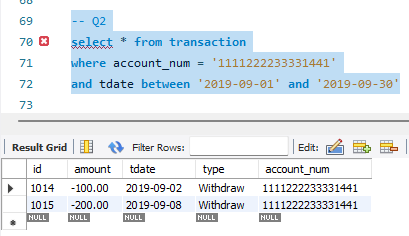 68
69 -- Q2
70 select * from transaction
71 where account_num = '1111222233331441'
72 and tdate between '2019-09-01' and '2019-09-30'
73
Result Grid Filter Rows: Edit:
id amount tdate type account_num
1014 -100.00 2019-09-02 Withdraw 1111222233331441
1015 -200.00 2019-09-08 Withdraw 1111222233331441
NULL NULL NULL NULL NULL